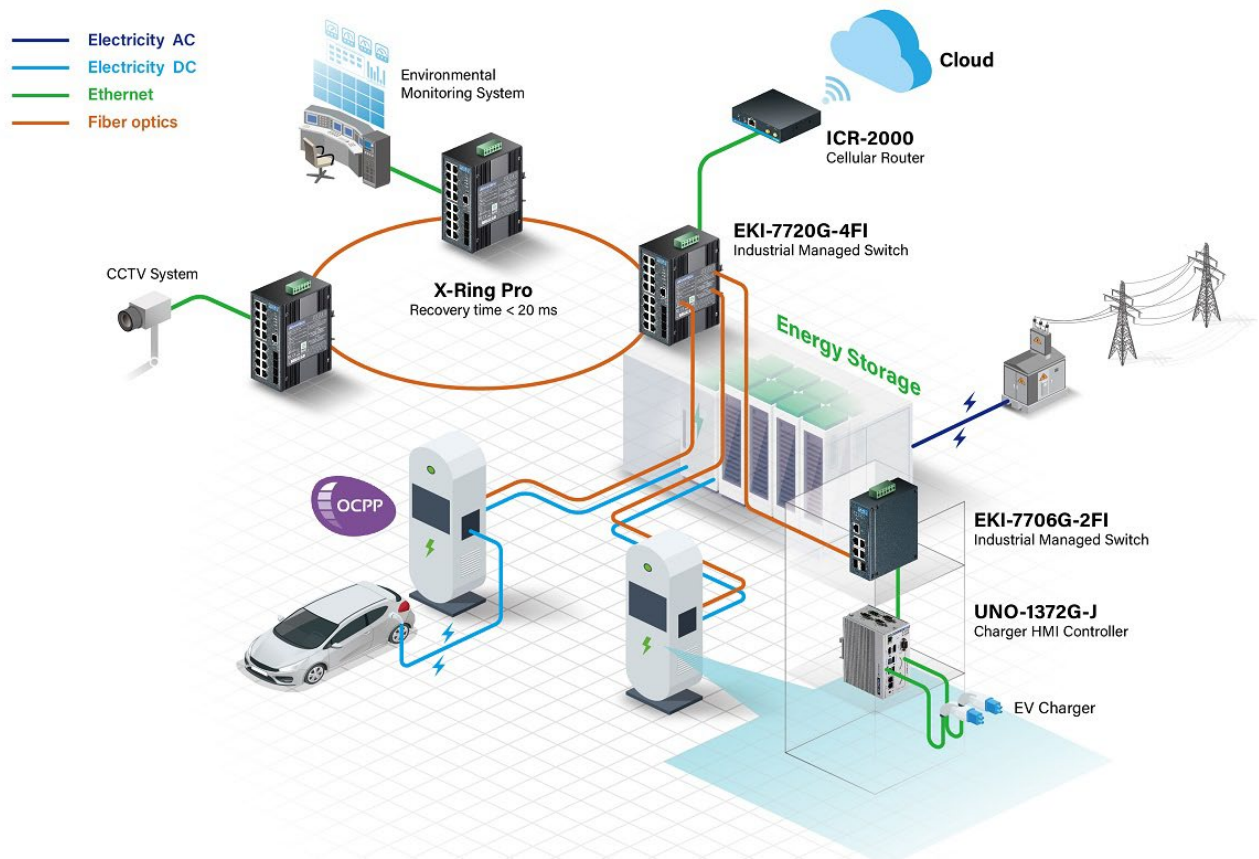 Electricity AC
Electricity DC
Ethernet
Fiber optics
Environmental
Monitoring System
Cloud
ICR-2000
Cellular Router
EKI-7720G-4FI
Industrial Managed Switch
CCTV System
X-Ring Pro
Recovery time < 20 ms
Energy Storage
OCPP
EKI-7706G-2FI
Industrial Managed Switch
UNO-1372G-J
Charger HMI Controller
EV Charger